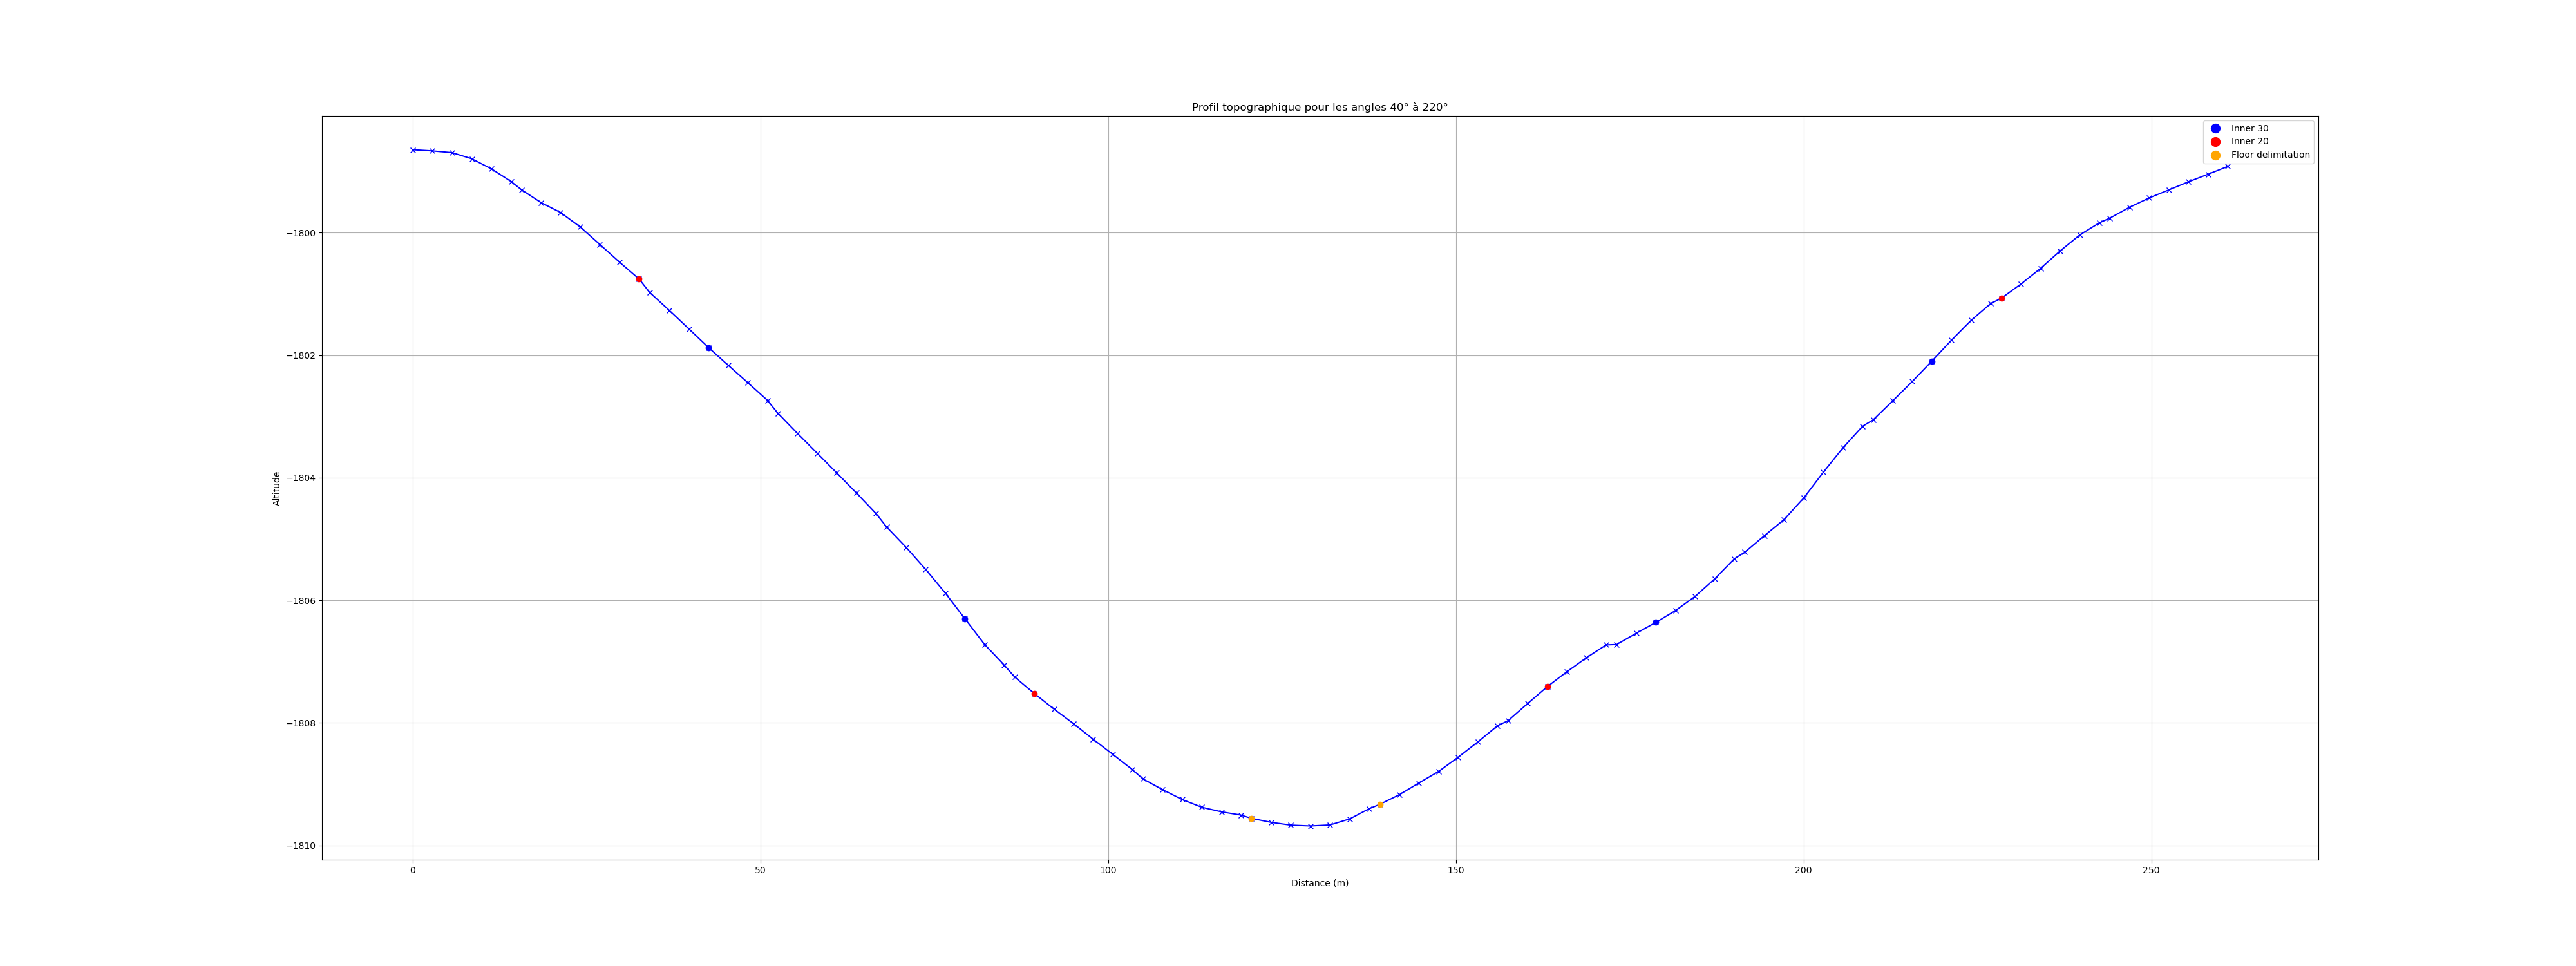 Profil topographique pour les angles 40° à 220°
Inner 30
Inner 20
Floor delimitation
Altitude
−1800
−1802
−1804
−1806
−1808
−1810
0 50 100 150 200 250
Distance (m)